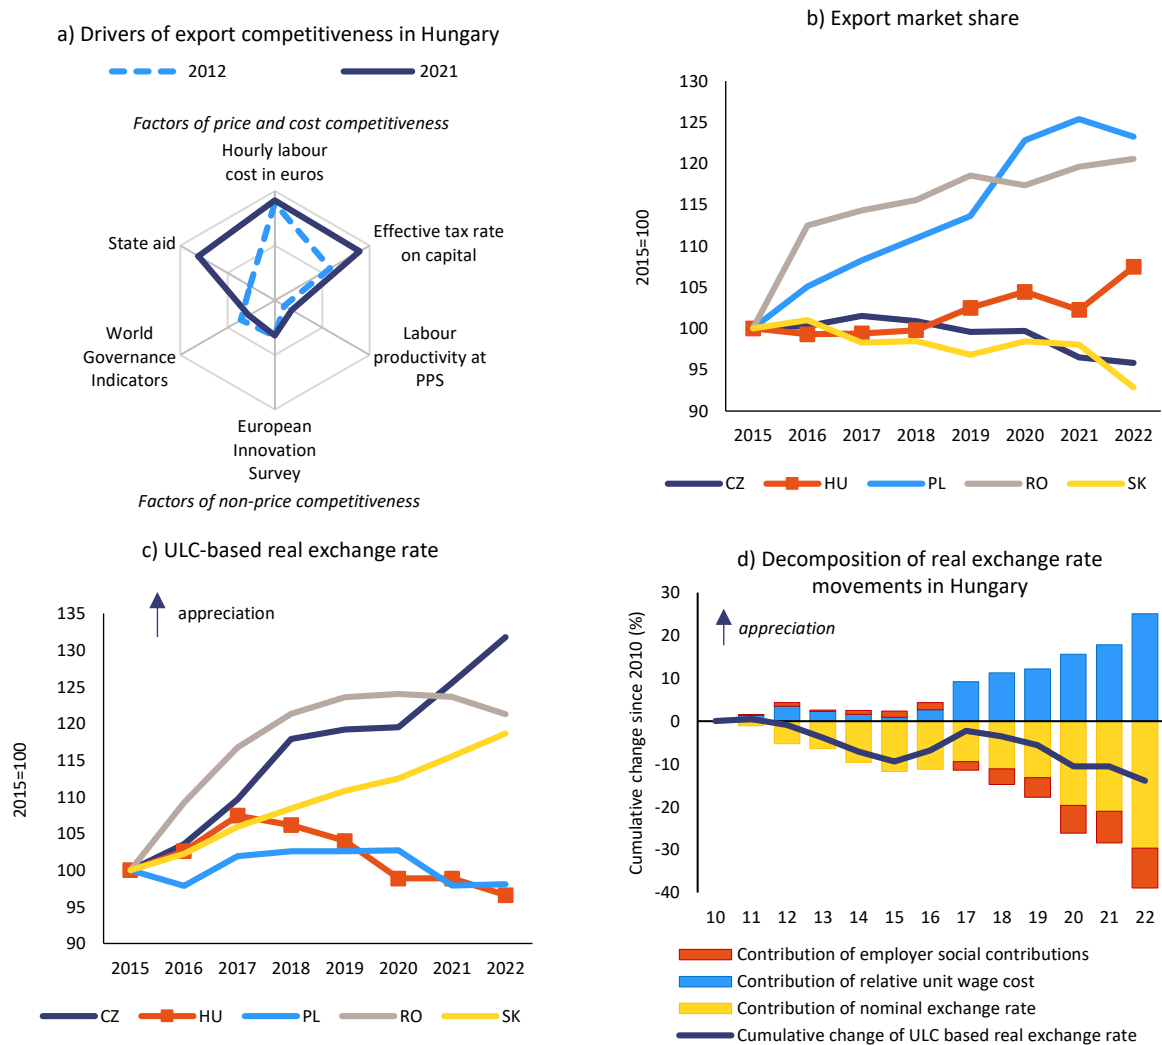 a) Drivers of export competitiveness in Hungary
2012
2021
Factors of price and cost competitiveness
Hourly labour
cost in euros
State aid
Effective tax rate
on capital
World
Governance
Indicators
Labour
productivity at
PPS
European
Innovation
Survey
Factors of non-price competitiveness
b) Export market share
2015=100
130
125
120
115
110
105
100
95
90
2015 2016 2017 2018 2019 2020 2021 2022
CZ HU PL RO SK
c) ULC-based real exchange rate
appreciation
2015=100
135
130
125
120
115
110
105
100
95
90
2015 2016 2017 2018 2019 2020 2021 2022
CZ HU PL RO SK
d) Decomposition of real exchange rate
movements in Hungary
appreciation
Cumulative change since 2010 (%)
30
20
10
0
-10
-20
-30
-40
10 11 12 13 14 15 16 17 18 19 20 21 22
Contribution of employer social contributions
Contribution of relative unit wage cost
Contribution of nominal exchange rate
Cumulative change of ULC based real exchange rate